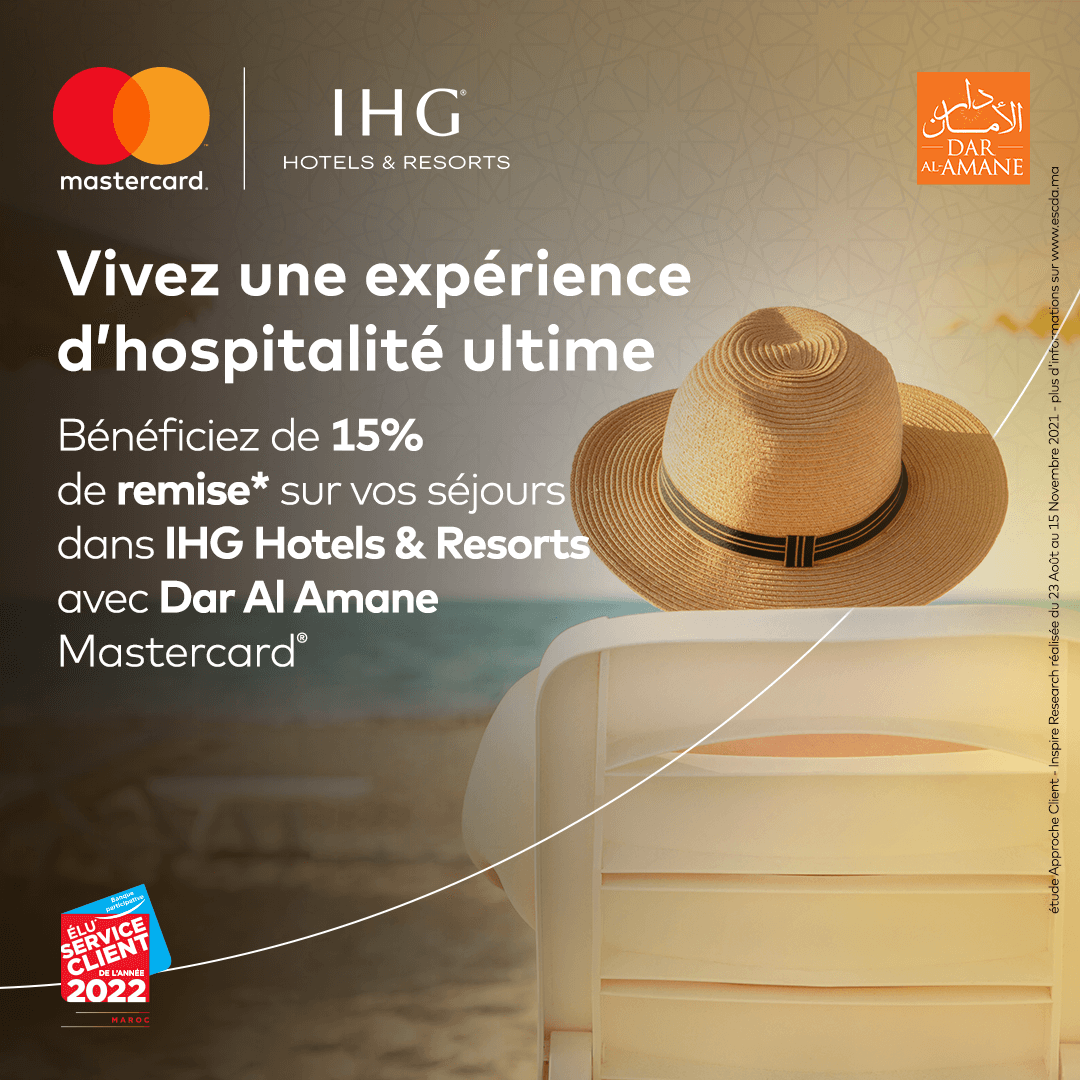 mastercard.
IHG®
HOTELS & RESORTS
دار
الأمان
DAR
AL-AMANE
Vivez une expérience
d'hospitalité ultime
Bénéficiez de 15%
de remise* sur vos séjours
dans IHG Hotels & Resorts
avec Dar Al Amane
Mastercard®
étude Approche Client - Inspire Research réalisée du 23 Août au 15 Novembre 2021 - plus d'informations sur www.escda.ma
Banque
participative
ÉLU
SERVICE
CLIENT
DE L'ANNÉE
2022
MAROC